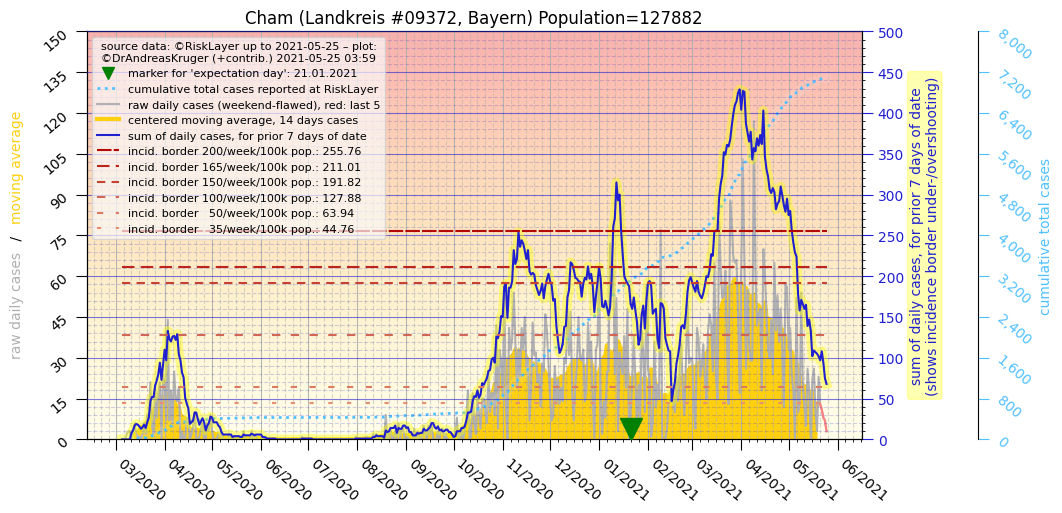 Cham (Landkreis #09372, Bayern) Population=127882
source data: ©RiskLayer up to 2021-05-25 – plot:
©DrAndreasKruger (+contrib.) 2021-05-25 03:59
marker for 'expectation day': 21.01.2021
cumulative total cases reported at RiskLayer
raw daily cases (weekend-flawed), red: last 5
centered moving average, 14 days cases
sum of daily cases, for prior 7 days of date
incid. border 200/week/100k pop.: 255.76
incid. border 165/week/100k pop.: 211.01
incid. border 150/week/100k pop.: 191.82
incid. border 100/week/100k pop.: 127.88
incid. border 50/week/100k pop.: 63.94
incid. border 35/week/100k pop.: 44.76
raw daily cases / moving average
150
135
120
105
90
75
60
45
30
15
0
03/2020
04/2020
05/2020
06/2020
07/2020
08/2020
09/2020
10/2020
11/2020
12/2020
01/2021
02/2021
03/2021
04/2021
05/2021
06/2021
500
450
400
350
300
250
200
150
100
50
0
sum of daily cases, for prior 7 days of date
(shows incidence border under-/overshooting)
8,000
7,200
6,400
5,600
4,800
4,000
3,200
2,400
1,600
800
0
cumulative total cases